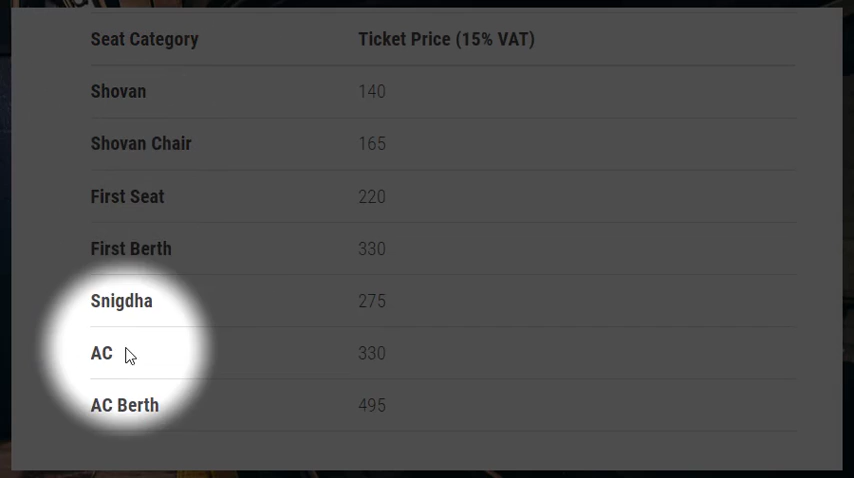 Seat Category Ticket Price (15% VAT)
Shovan 140
Shovan Chair 165
First Seat 220
First Berth 330
Snigdha 275
AC 330
AC Berth 495